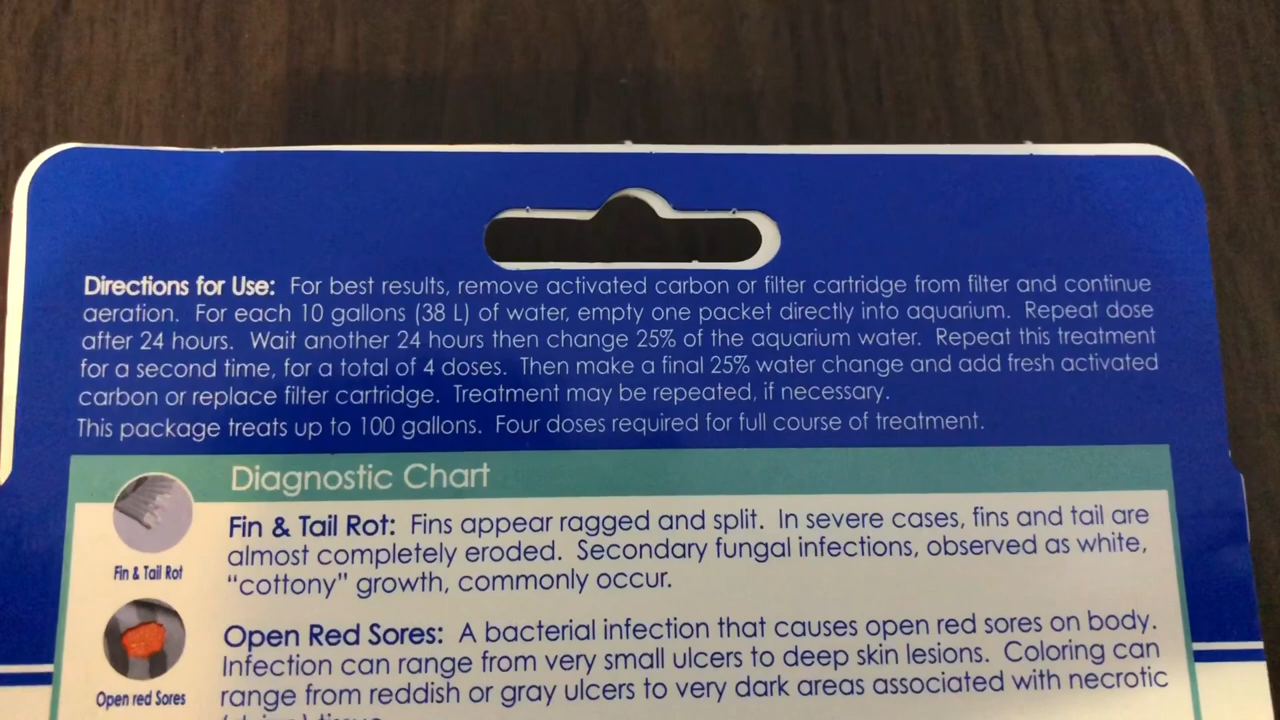 Directions for Use: For best results, remove activated carbon or filter cartridge from filter and continue
aeration. For each 10 gallons (38 L) of water, empty one packet directly into aquarium. Repeat dose
after 24 hours. Wait another 24 hours then change 25% of the aquarium water. Repeat this treatment
for a second time, for a total of 4 doses. Then make a final 25% water change and add fresh activated
carbon or replace filter cartridge. Treatment may be repeated, if necessary.
This package treats up to 100 gallons. Four doses required for full course of treatment.
Diagnostic Chart
Fin & Tail Rot: Fins appear ragged and split. In severe cases, fins and tail are
almost completely eroded. Secondary fungal infections, observed as white,
“cottony” growth, commonly occur.
Fin & Tail Rot
Open Red Sores: A bacterial infection that causes open red sores on body.
Infection can range from very small ulcers to deep skin lesions. Coloring can
range from reddish or gray ulcers to very dark areas associated with necrotic
Open red Sores